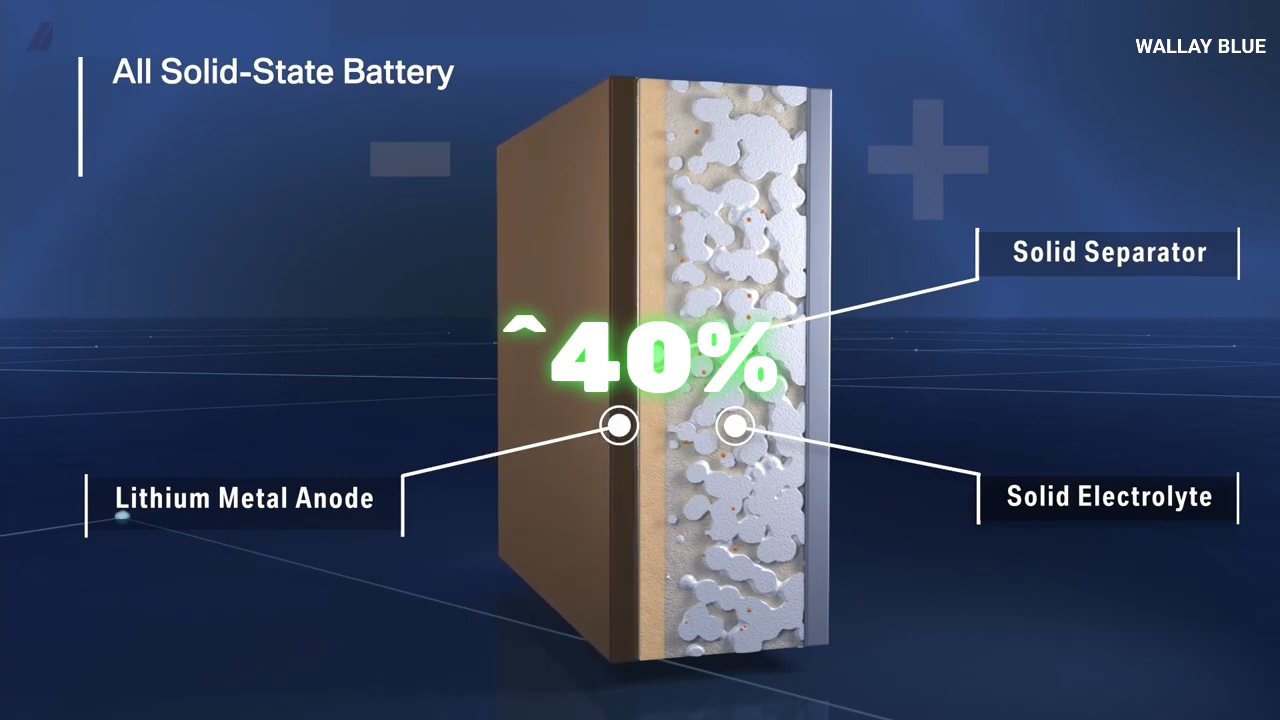 WALLAY BLUE
All Solid-State Battery
Solid Separator
^40%
Lithium Metal Anode
Solid Electrolyte